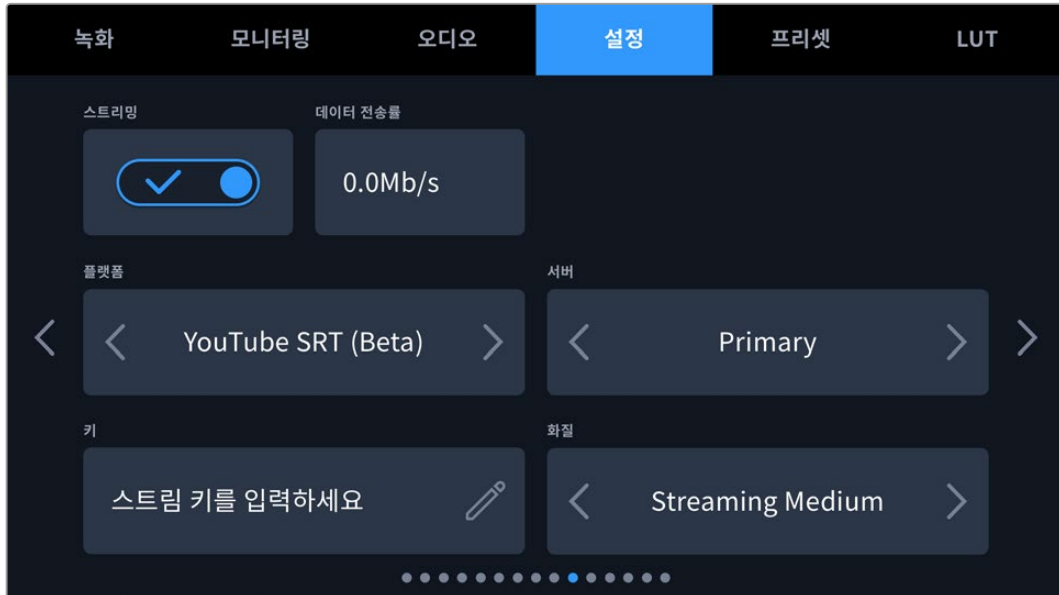 녹화 모니터링 오디오 설정 프리셋 LUT
스트리밍 데이터 전송률
0.0Mb/s
플랫폼 서버
YouTube SRT (Beta) Primary
키 화질
스트림 키를 입력하세요 Streaming Medium